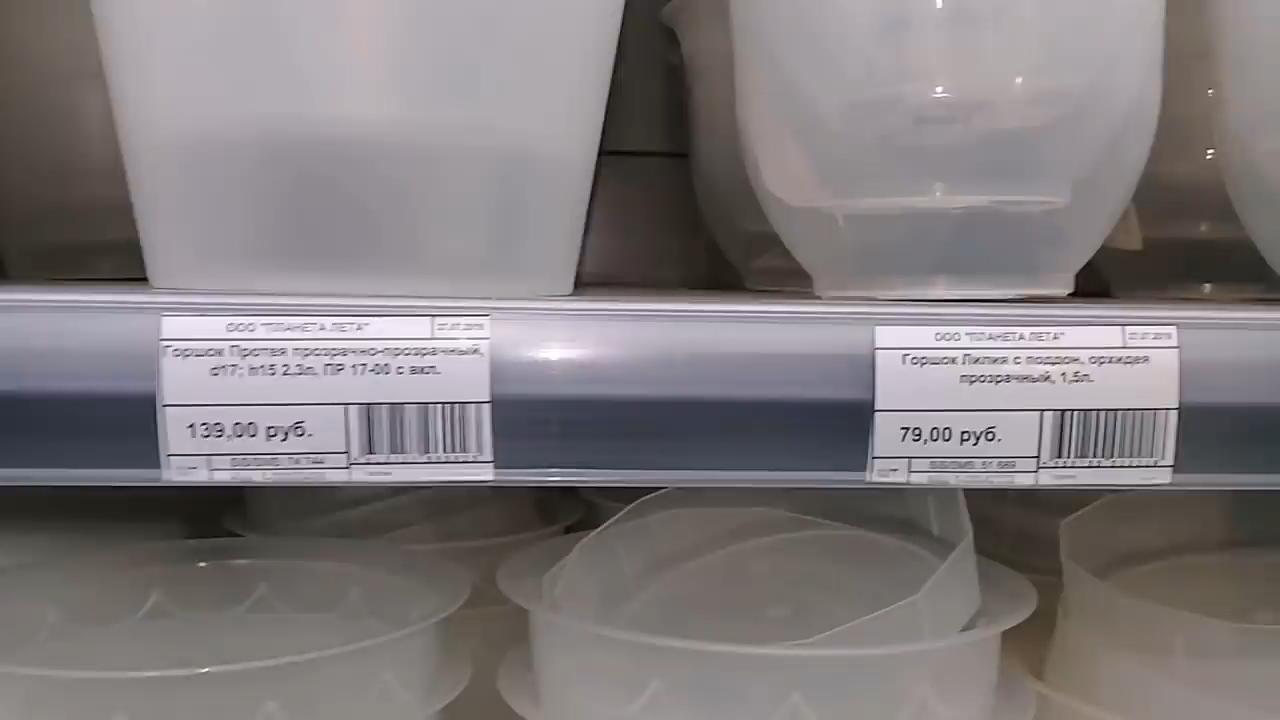 ООО "ПЛАНЕТА ЛЕТА"
Горшок Протея прозрачно-прозрачный,
d17; h15 2,3л, ПР 17-00 с вкл.
139,00 руб.
ООО "ПЛАНЕТА ЛЕТА"
Горшок Лилия с поддон, орхидея
прозрачный, 1,5л.
79,00 руб.